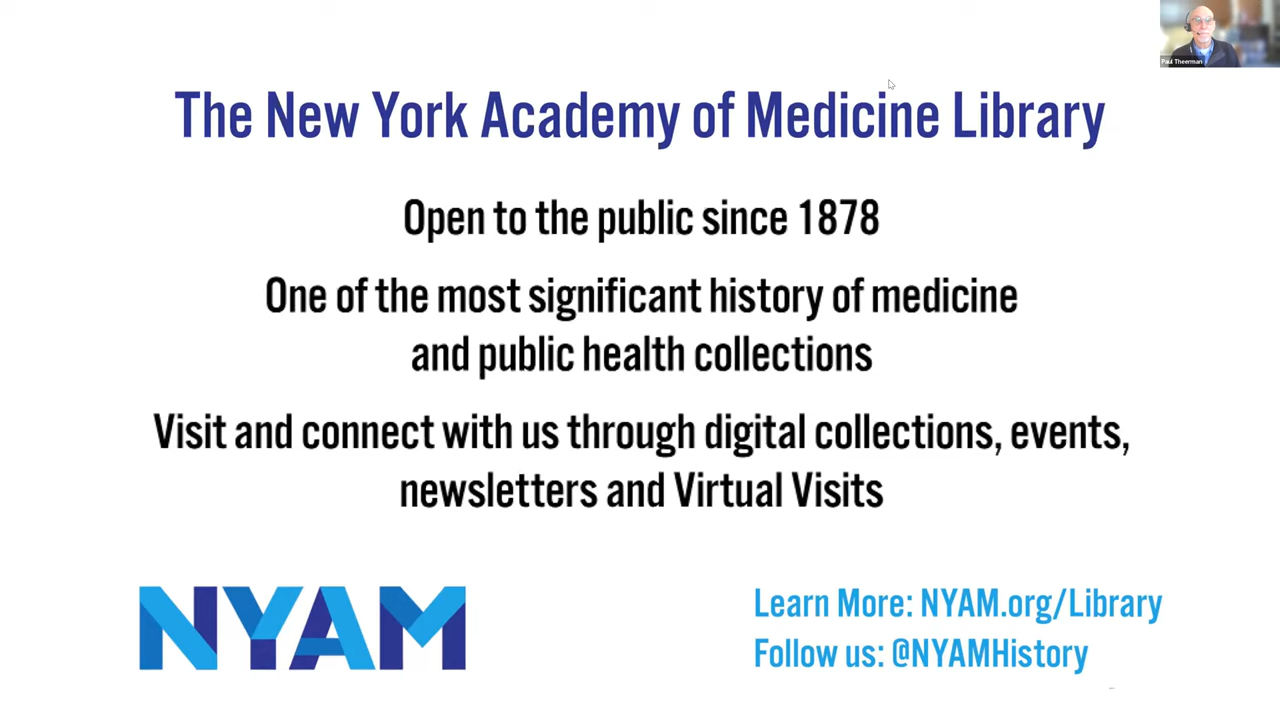 Paul Theerman
The New York Academy of Medicine Library
Open to the public since 1878
One of the most significant history of medicine
and public health collections
Visit and connect with us through digital collections, events,
newsletters and Virtual Visits
NYAM
Learn More: NYAM.org/Library
Follow us: @NYAMHistory